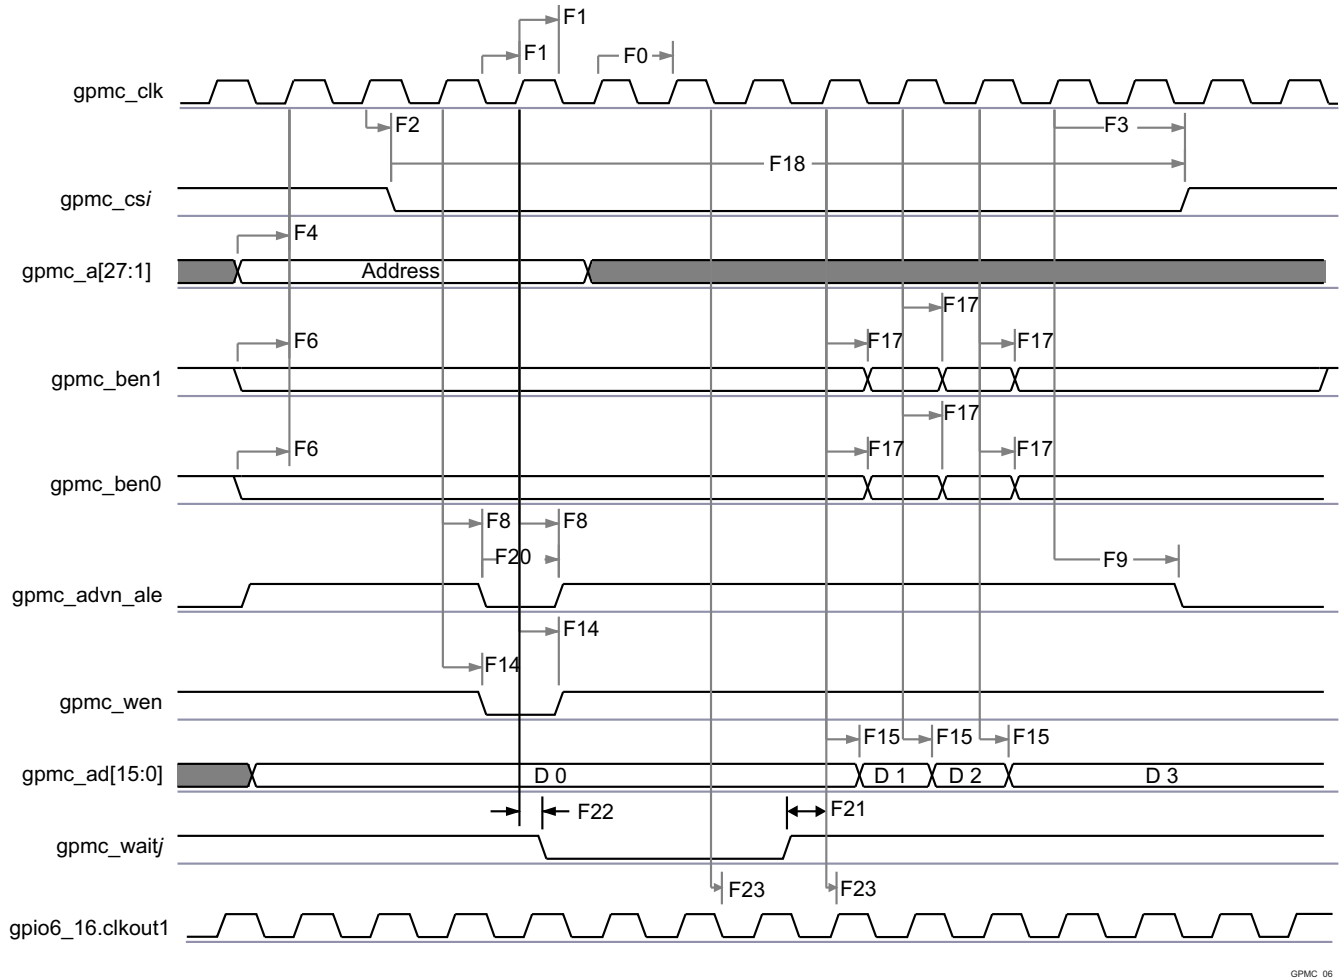 F1
F1
F0
gpmc_clk
F2
F3
F18
gpmc_csi
F4
gpmc_a[27:1]
Address
F17
F6
F17
F17
gpmc_ben1
F17
F6
F17
F17
gpmc_ben0
F8
F8
F20
F9
gpmc_advn_ale
F14
F14
gpmc_wen
F15
F15
F15
gpmc_ad[15:0]
D 0
D 1
D 2
D 3
F22
F21
gpmc_waitj
F23
F23
gpio6_16.clkout1
GPMC_06